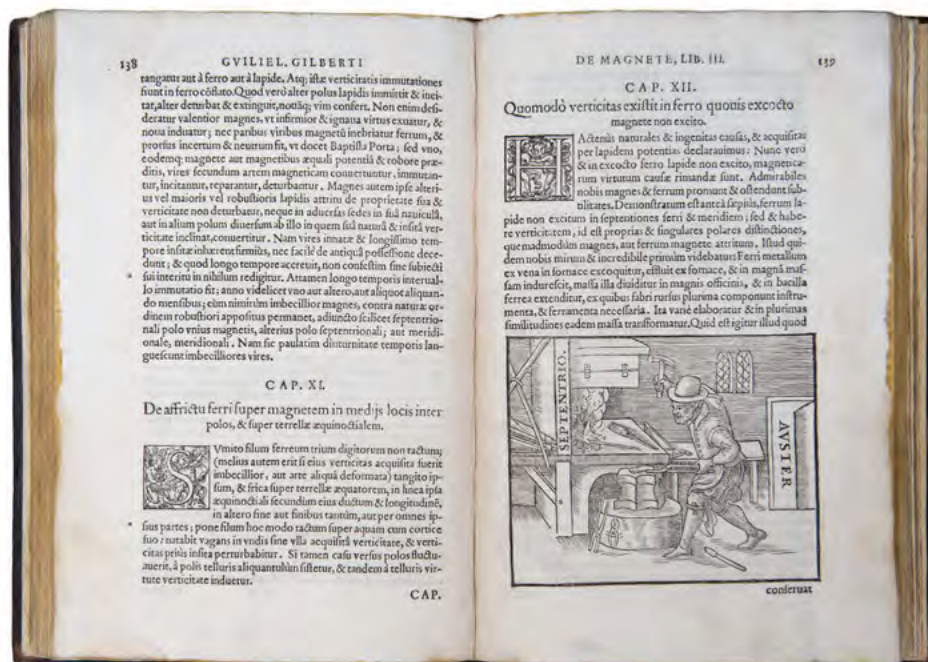 138 GVILIEL. GILBERTI
tangatur aut à ferro aut à lapide. Atq; istæ verticitatis immutationes
fiunt in ferro cõflato. Quod verò alter polus lapidis immittit & inci-
tat, alter deturbat & extinguit, nouãq; vim confert. Non enim desi-
deratur valentior magnes, vt infirmior & ignaua virtus exuatur, &
noua induatur; nec paribus viribus magnetũ inebriatur ferrum, &
prorsus incertum & neutrum fit, vt docet Baptista Porta; sed vno,
eodemq; magnete aut magnetibus æquali potentiâ & robore præ-
ditis, vires secundum artem magneticam conuertuntur, immutan-
tur, incitantur, reparantur, deturbantur. Magnes autem ipse alteri-
us vel maioris vel robustioris lapidis attritu de proprietate sua &
verticitate non deturbatur, neque in aduersas sedes in suâ nauiculâ,
aut in alium polum diuersum ab illo in quem suâ naturâ & insitâ ver-
ticitate inclinat, conuertitur. Nam vires innatæ & longissimo tem-
pore insitæ inhærent firmius, nec facilè de antiquâ possessione dece-
dunt; & quod longo tempore accreuit, non confestim sine subiecti
sui interitu in nihilum redigitur. Attamen longo temporis interual-
lo immutatio fit: anno videlicet vno aut altero, aut aliquot aliquan-
do mensibus; cùm nimirùm imbecillior magnes, contra naturæ or-
dinem robustiori appositus permanet, adiuncto scilicet septentrio-
nali polo vnius magnetis, alterius polo septentrionali; aut meridi-
onale, meridionali. Nam sic paulatim diuturnitate temporis lan-
guescunt imbecilliores vires.
CAP. XI.
De affrictu ferri super magnetem in medijs locis inter
polos, & super terrellæ æquinoctialem.
SVmito filum ferreum trium digitorum non tactum;
(melius autem erit si eius verticitas acquisita fuerit
imbecillior, aut arte aliquâ deformata) tangito ip-
sum, & frica super terrellæ æquatorem, in linea ipsa
æquinoctiali secundùm eius ductum & longitudinẽ,
in altero fine aut finibus tantùm, aut per omnes ip-
sius partes; pone filum hoc modo tactum super aquam cum cortice
suo: natabit vagans in vndis sine vlla acquisitâ verticitate, & verti-
citas priùs insita perturbabitur. Si tamen casu versus polos fluctu-
auerit, à polis telluris aliquantulùm sistetur, & tandem à telluris vir-
tute verticitate induetur.
CAP.
DE MAGNETE, LIB. III. 139
CAP. XII.
Quomodò verticitas existit in ferro quouis excocto
magnete non excito.
HActenùs naturales & ingenitas causas, & acquisitas
per lapidem potentias declarauimus: Nunc verò
& in excocto ferro lapide non excito, magnetica-
rum virtutum causæ rimandæ sunt. Admirabiles
nobis magnes & ferrum promunt & ostendunt sub-
tilitates. Demonstratum est anteà sæpiùs, ferrum la-
pide non excitum in septentiones ferri & meridiem; sed & habe-
re verticitatem, id est proprias & singulares polares distinctiones,
quemadmodùm magnes, aut ferrum magnete attritum. Istud qui-
dem nobis mirum & incredibile primùm videbatur: Ferri metallum
ex vena in fornace excoquitur, effluit ex fornace, & in magnã mas-
sam indurescit, massa illa diuiditur in magnis officinis, & in bacilla
ferrea extenditur, ex quibus fabri rursus plurima componunt instru-
menta, & ferramenta necessaria. Ita variè elaboratur & in plurimas
similitudines eadem massa transformatur. Quid est igitur illud quod
SEPTENTRIO.
AVSTER
conseruat